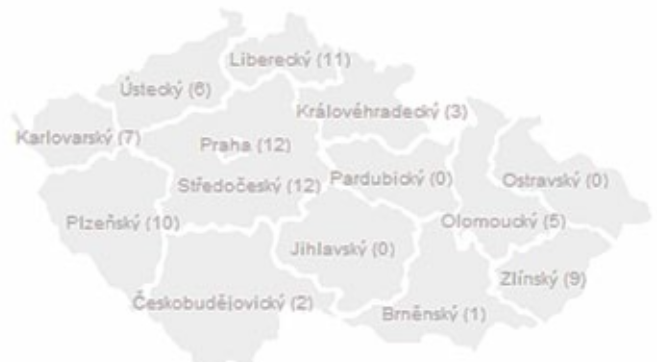 Liberecký (11)
Ústecký (6)
Královéhradecký (3)
Karlovarský (7)
Praha (12)
Středočeský (12)
Pardubický (0)
Ostravský (0)
Plzeňský (10)
Olomoucký (5)
Jihlavský (0)
Zlínský (9)
Českobudějovický (2)
Brněnský (1)